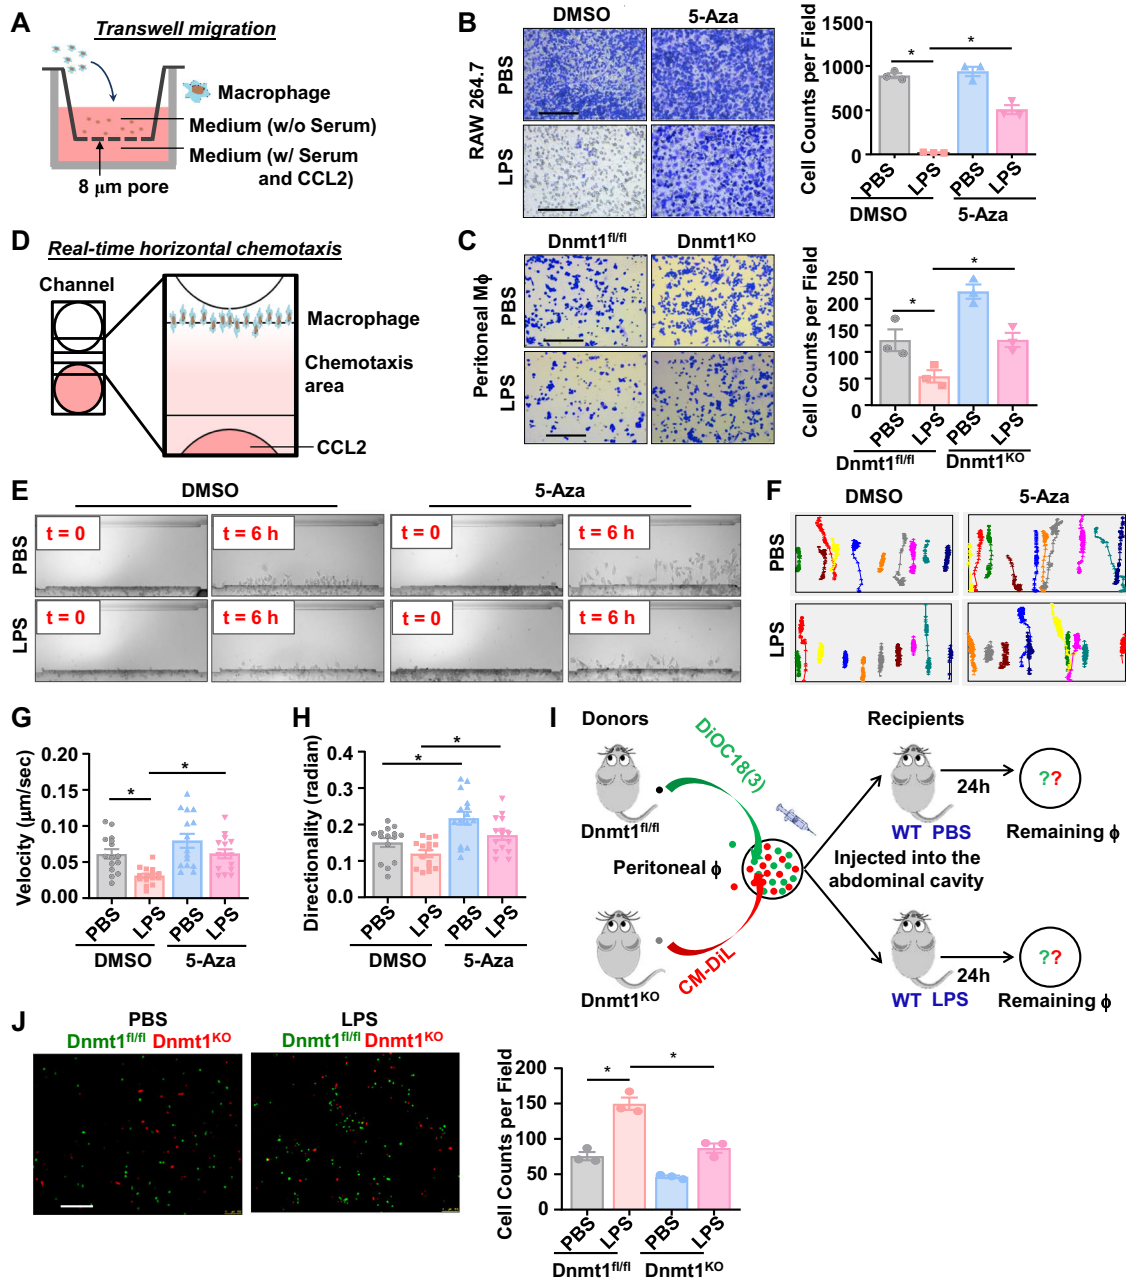 A
Transwell migration
Macrophage
Medium (w/o Serum)
Medium (w/ Serum
and CCL2)
8 μm pore
B
DMSO
5-Aza
RAW 264.7
PBS
LPS
Cell Counts per Field
1000
500
0
PBS
LPS
PBS
LPS
DMSO
5-Aza
*
*
C
Dnmt1fl/fl
Dnmt1KO
Peritoneal Mϕ
PBS
LPS
Cell Counts per Field
250
200
150
100
50
0
PBS
LPS
PBS
LPS
Dnmt1fl/fl
Dnmt1KO
*
*
D
Real-time horizontal chemotaxis
Channel
Macrophage
Chemotaxis
area
CCL2
E
DMSO
5-Aza
PBS
t = 0
t = 6 h
t = 0
t = 6 h
LPS
t = 0
t = 6 h
t = 0
t = 6 h
F
DMSO
5-Aza
PBS
LPS
G
Velocity (μm/sec)
0.20
0.15
0.10
0.05
0.00
PBS
LPS
PBS
LPS
DMSO
5-Aza
*
*
H
Directionality (radian)
0.4
0.3
0.2
0.1
0
PBS
LPS
PBS
LPS
DMSO
5-Aza
*
*
I
Donors
Recipients
DiOC18(3)
Dnmt1fl/fl
Peritoneal ϕ
CM-DiL
Dnmt1KO
24h
??
WT PBS
Remaining ϕ
Injected into the
abdominal cavity
24h
??
WT LPS
Remaining ϕ
J
PBS
Dnmt1fl/fl Dnmt1KO
LPS
Dnmt1fl/fl Dnmt1KO
Cell Counts per Field
200
150
100
50
0
PBS
LPS
PBS
LPS
Dnmt1fl/fl
Dnmt1KO
*
*